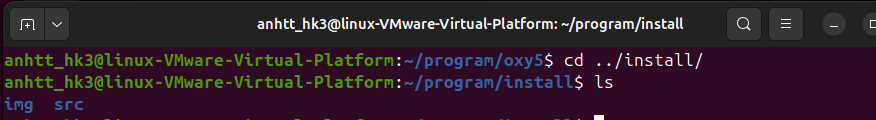 anhtt_hk3@linux-VMware-Virtual-Platform: ~/program/install
anhtt_hk3@linux-VMware-Virtual-Platform:~/program/oxy5$ cd ../install/
anhtt_hk3@linux-VMware-Virtual-Platform:~/program/install$ ls
img  src